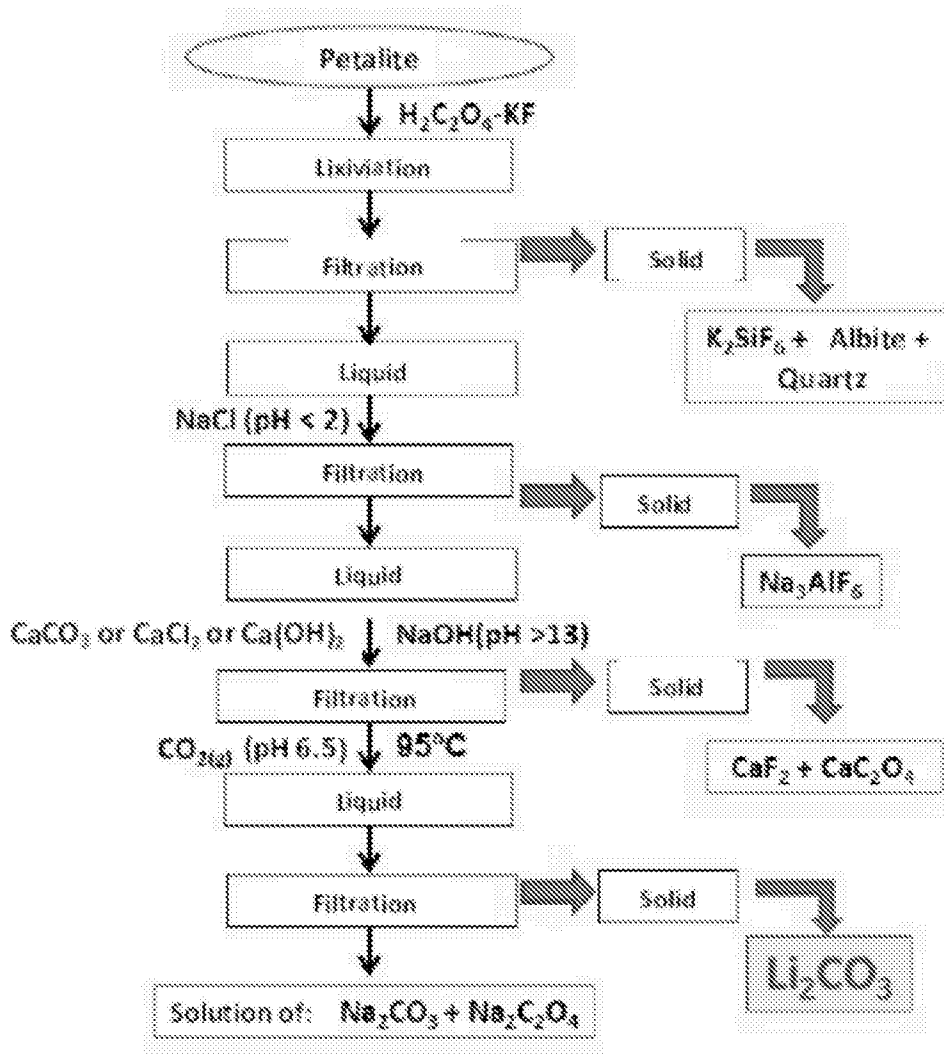 Petalite
H₂C₂O₄-KF
Lixiviation
Filtration
Solid
K₂SiF₆ + Albite +
Quartz
Liquid
NaCl (pH < 2)
Filtration
Solid
Na₃AlF₆
Liquid
CaCO₃ or CaCl₂ or Ca(OH)₂
NaOH(pH >13)
Filtration
Solid
CaF₂ + CaC₂O₄
CO₂(g) (pH 6.5)
95°C
Liquid
Filtration
Solid
Li₂CO₃
Solution of: Na₂CO₃ + Na₂C₂O₄